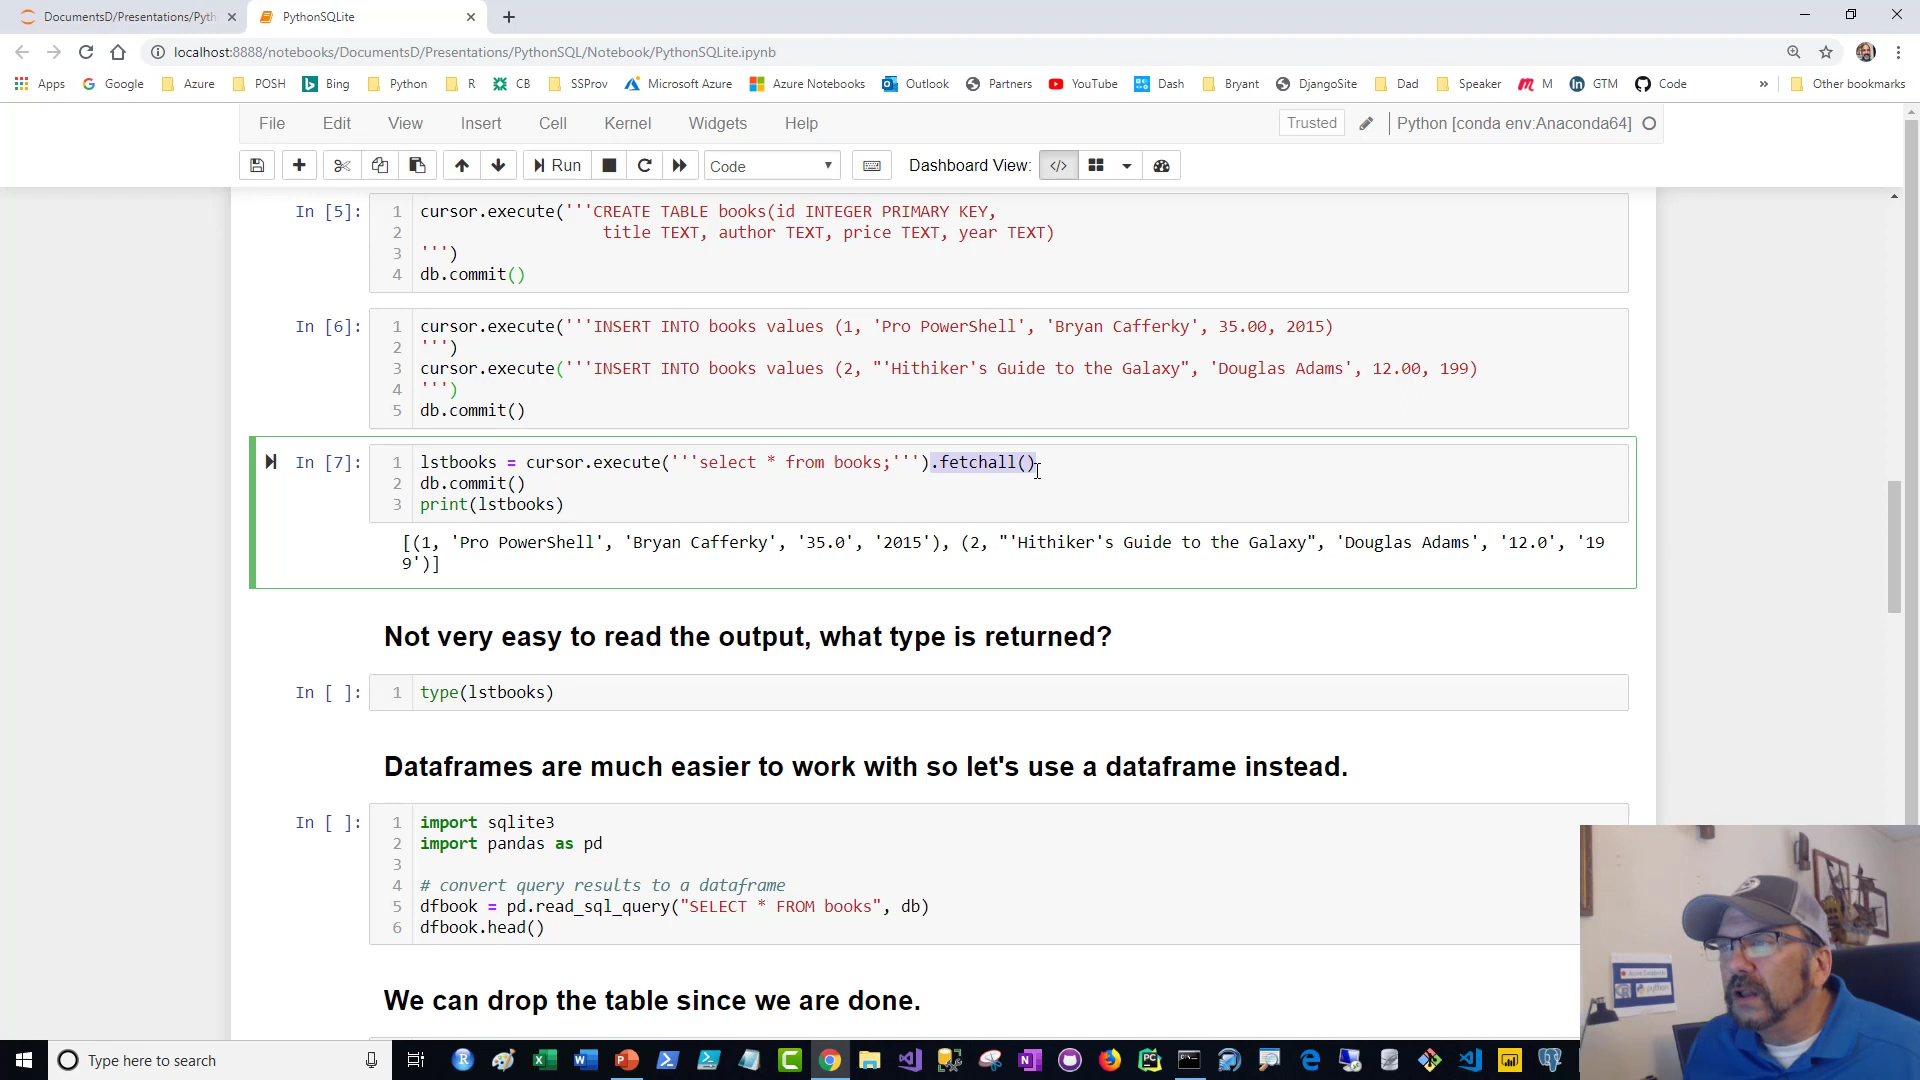 DocumentsD/Presentations/Pyth
PythonSQLite
localhost:8888/notebooks/DocumentsD/Presentations/PythonSQL/Notebook/PythonSQLite.ipynb
Apps Google Azure POSH Bing Python R CB SSProv Microsoft Azure Azure Notebooks Outlook Partners YouTube Dash Bryant DjangoSite Dad Speaker M GTM Code » Other bookmarks
File Edit View Insert Cell Kernel Widgets Help Trusted Python [conda env:Anaconda64]
Run Code Dashboard View:
In [5]: 1 cursor.execute('''CREATE TABLE books(id INTEGER PRIMARY KEY,
2 title TEXT, author TEXT, price TEXT, year TEXT)
3 ''')
4 db.commit()
In [6]: 1 cursor.execute('''INSERT INTO books values (1, 'Pro PowerShell', 'Bryan Cafferky', 35.00, 2015)
2 ''')
3 cursor.execute('''INSERT INTO books values (2, "'Hithiker's Guide to the Galaxy", 'Douglas Adams', 12.00, 199)
4 ''')
5 db.commit()
In [7]: 1 lstbooks = cursor.execute('''select * from books;''').fetchall()
2 db.commit()
3 print(lstbooks)
[(1, 'Pro PowerShell', 'Bryan Cafferky', '35.0', '2015'), (2, "'Hithiker's Guide to the Galaxy", 'Douglas Adams', '12.0', '19
9')]
Not very easy to read the output, what type is returned?
In [ ]: 1 type(lstbooks)
Dataframes are much easier to work with so let's use a dataframe instead.
In [ ]: 1 import sqlite3
2 import pandas as pd
3
4 # convert query results to a dataframe
5 dfbook = pd.read_sql_query("SELECT * FROM books", db)
6 dfbook.head()
We can drop the table since we are done.
Type here to search